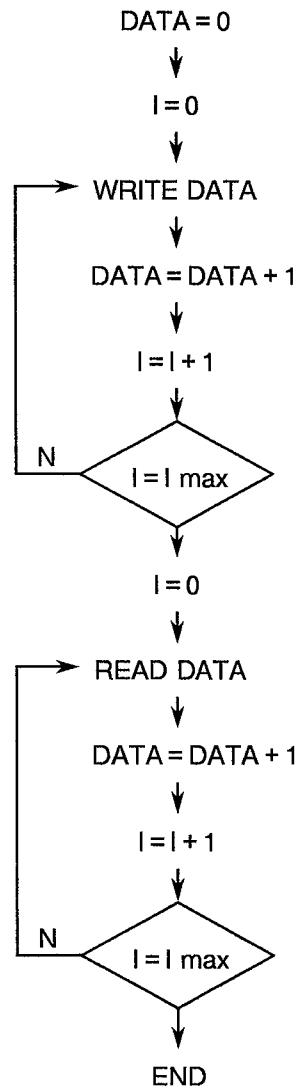 DATA = 0
I = 0
WRITE DATA
DATA = DATA + 1
I = I + 1
N
I = I max
I = 0
READ DATA
DATA = DATA + 1
I = I + 1
N
I = I max
END